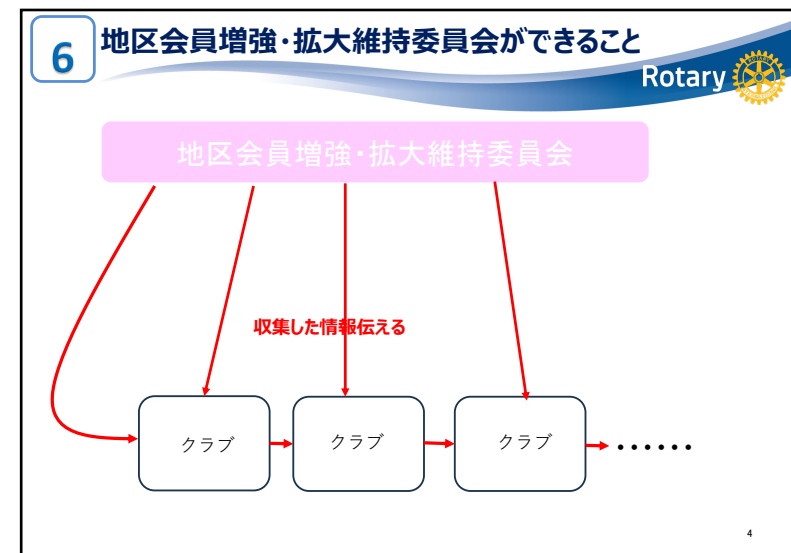 6
地区会員増強・拡大維持委員会ができること
Rotary
地区会員増強・拡大維持委員会
収集した情報伝える
クラブ
クラブ
クラブ
・・・・・・
4